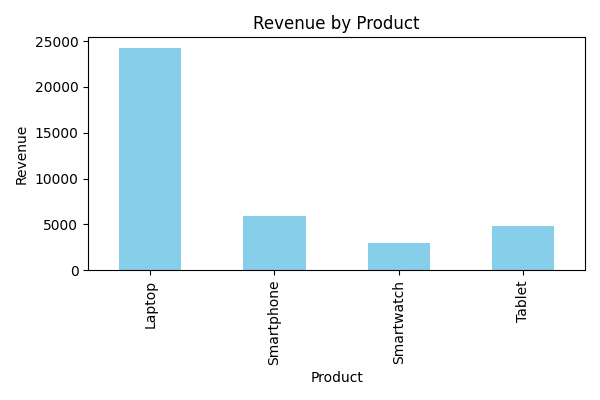 Revenue by Product
Revenue
25000
20000
15000
10000
5000
0
Laptop
Smartphone
Smartwatch
Tablet
Product